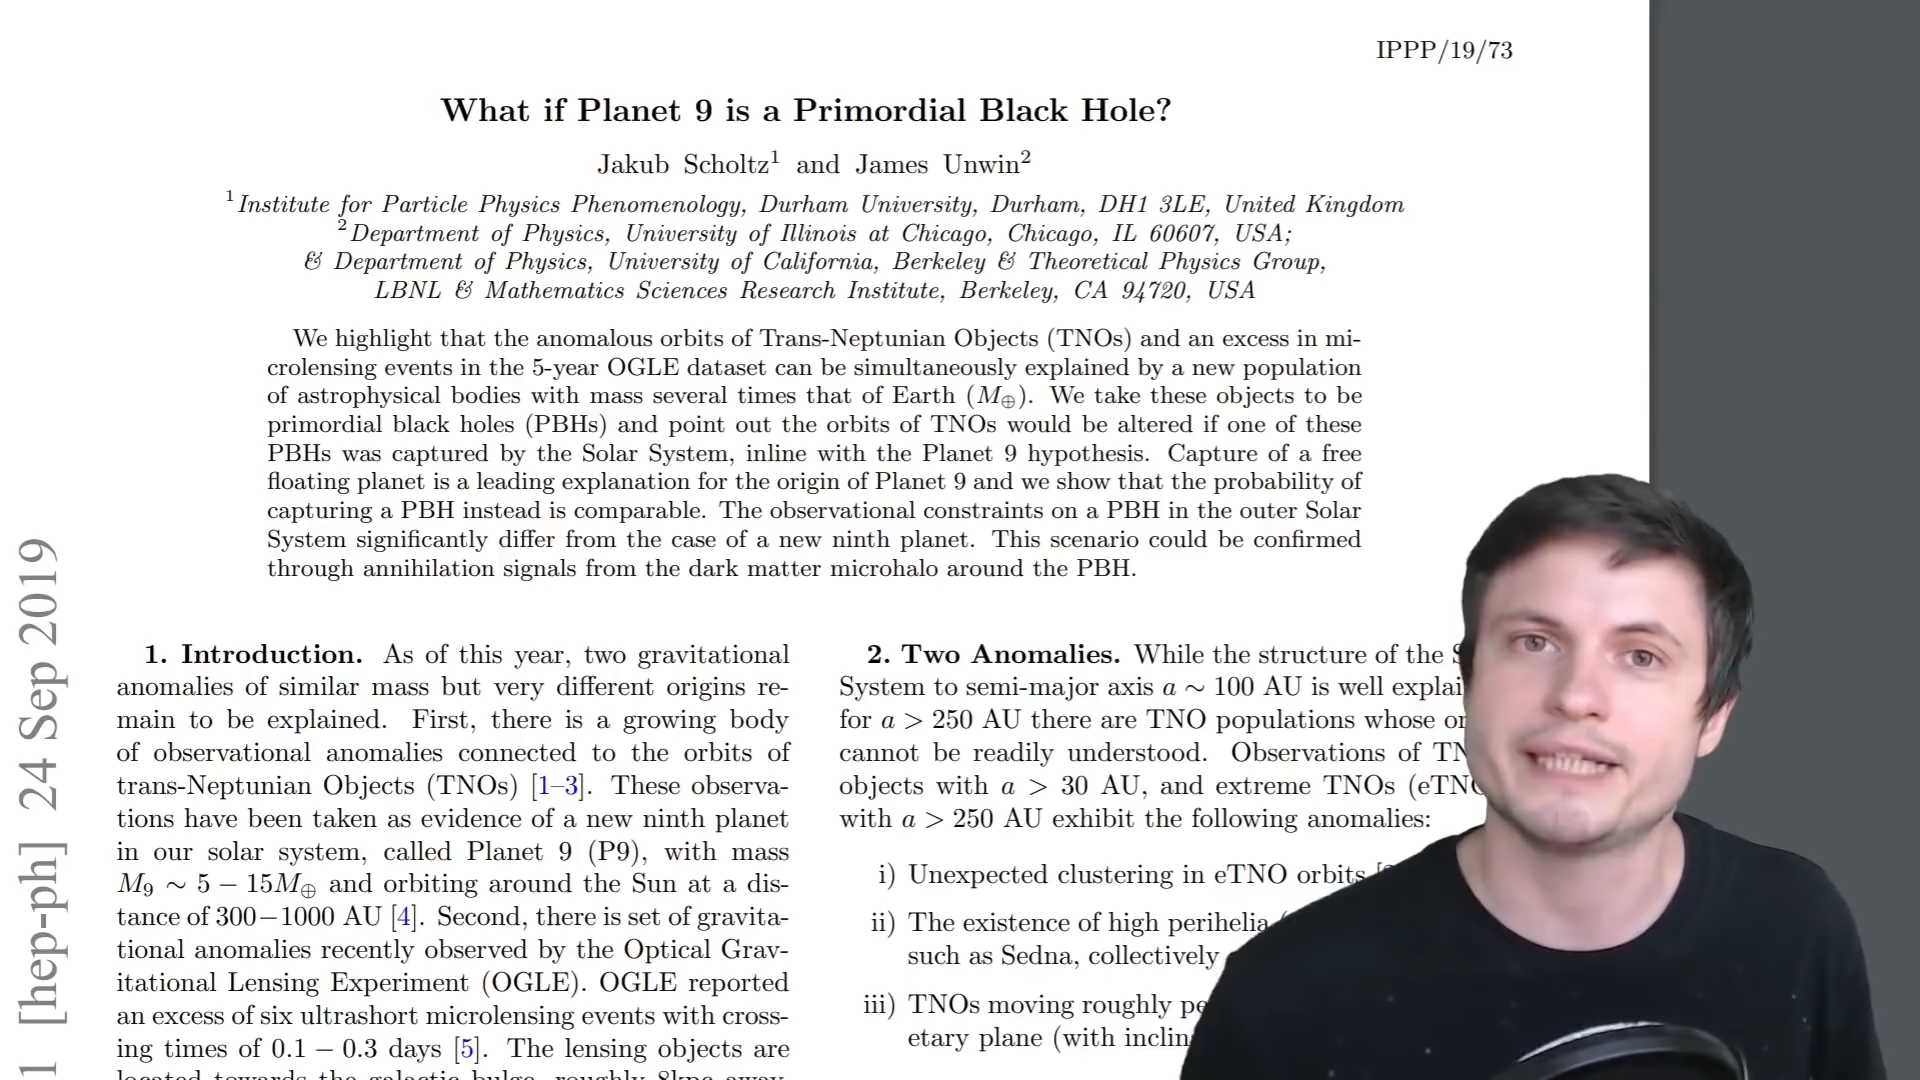 IPPP/19/73
What if Planet 9 is a Primordial Black Hole?
Jakub Scholtz1 and James Unwin2
1Institute for Particle Physics Phenomenology, Durham University, Durham, DH1 3LE, United Kingdom
2Department of Physics, University of Illinois at Chicago, Chicago, IL 60607, USA;
& Department of Physics, University of California, Berkeley & Theoretical Physics Group,
LBNL & Mathematics Sciences Research Institute, Berkeley, CA 94720, USA
We highlight that the anomalous orbits of Trans-Neptunian Objects (TNOs) and an excess in mi-
crolensing events in the 5-year OGLE dataset can be simultaneously explained by a new population
of astrophysical bodies with mass several times that of Earth (M⊕). We take these objects to be
primordial black holes (PBHs) and point out the orbits of TNOs would be altered if one of these
PBHs was captured by the Solar System, inline with the Planet 9 hypothesis. Capture of a free
floating planet is a leading explanation for the origin of Planet 9 and we show that the probability of
capturing a PBH instead is comparable. The observational constraints on a PBH in the outer Solar
System significantly differ from the case of a new ninth planet. This scenario could be confirmed
through annihilation signals from the dark matter microhalo around the PBH.
1 [hep-ph] 24 Sep 2019
1. Introduction. As of this year, two gravitational
anomalies of similar mass but very different origins re-
main to be explained. First, there is a growing body
of observational anomalies connected to the orbits of
trans-Neptunian Objects (TNOs) [1–3]. These observa-
tions have been taken as evidence of a new ninth planet
in our solar system, called Planet 9 (P9), with mass
M9 ∼ 5 − 15M⊕ and orbiting around the Sun at a dis-
tance of 300−1000 AU [4]. Second, there is set of gravita-
tional anomalies recently observed by the Optical Grav-
itational Lensing Experiment (OGLE). OGLE reported
an excess of six ultrashort microlensing events with cross-
ing times of 0.1 − 0.3 days [5]. The lensing objects are
located towards the galactic bulge, roughly 8kpc away.
2. Two Anomalies. While the structure of the S
System to semi-major axis a ∼ 100 AU is well explai
for a > 250 AU there are TNO populations whose or
cannot be readily understood. Observations of TN
objects with a > 30 AU, and extreme TNOs (eTNO
with a > 250 AU exhibit the following anomalies:
i) Unexpected clustering in eTNO orbits
ii) The existence of high perihelia
such as Sedna, collectively
iii) TNOs moving roughly pe
etary plane (with inclin